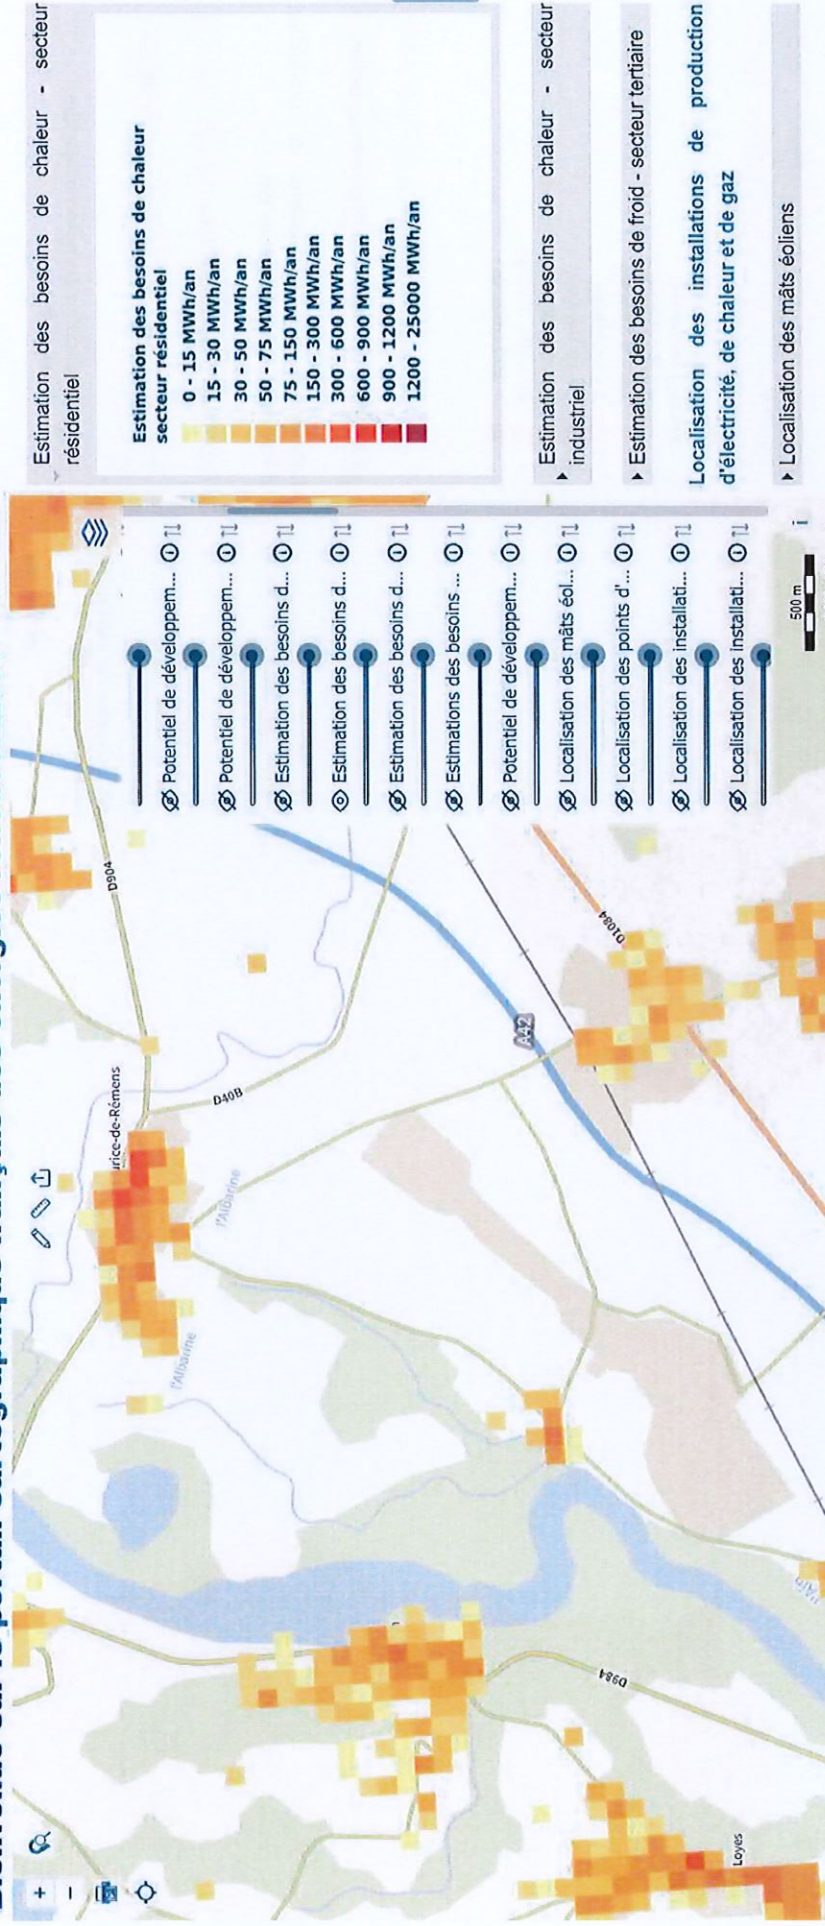 +
−
D984
Loyes
l'Albarine
l'Albarine
urice-de-Rémens
D40B
D904
A42
D1084
l'Ain
Potentiel de développem...
Potentiel de développem...
Estimation des besoins d...
Estimation des besoins d...
Estimation des besoins d...
Estimations des besoins ...
Potentiel de développem...
Localisation des mâts éol...
Localisation des points d'...
Localisation des installati...
Localisation des installati...
500 m
i
Estimation des besoins de chaleur - secteur
résidentiel
Estimation des besoins de chaleur
secteur résidentiel
0 - 15 MWh/an
15 - 30 MWh/an
30 - 50 MWh/an
50 - 75 MWh/an
75 - 150 MWh/an
150 - 300 MWh/an
300 - 600 MWh/an
600 - 900 MWh/an
900 - 1200 MWh/an
1200 - 25000 MWh/an
Estimation des besoins de chaleur - secteur
industriel
Estimation des besoins de froid - secteur tertiaire
Localisation des installations de production
d'électricité, de chaleur et de gaz
Localisation des mâts éoliens